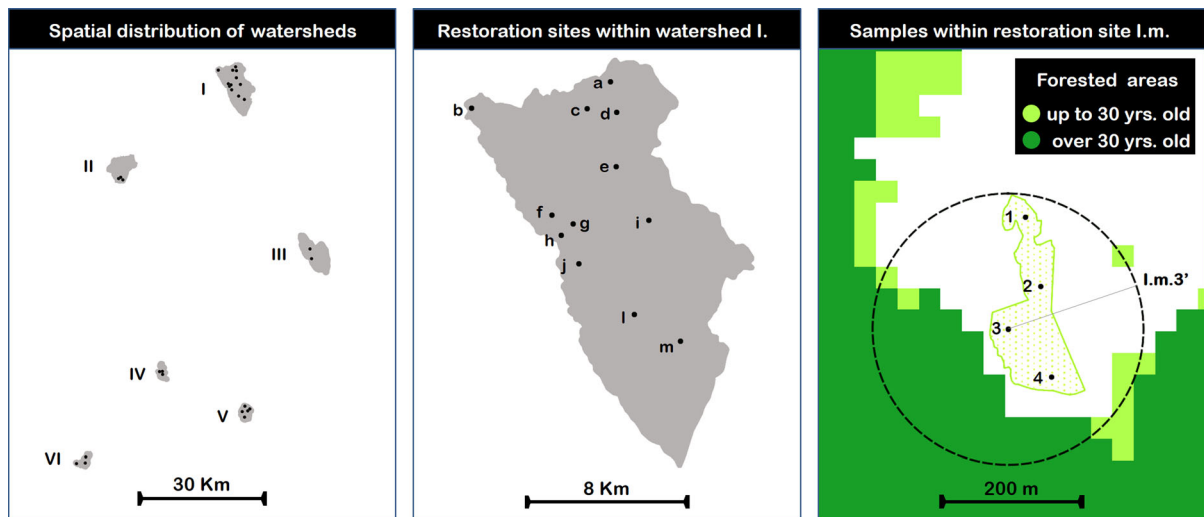 Spatial distribution of watersheds
I
II
III
IV
V
VI
30 Km
Restoration sites within watershed I.
a
b
c
d
e
f
g
h
i
j
l
m
8 Km
Samples within restoration site I.m.
Forested areas
up to 30 yrs. old
over 30 yrs. old
1
2
I.m.3'
3
4
200 m